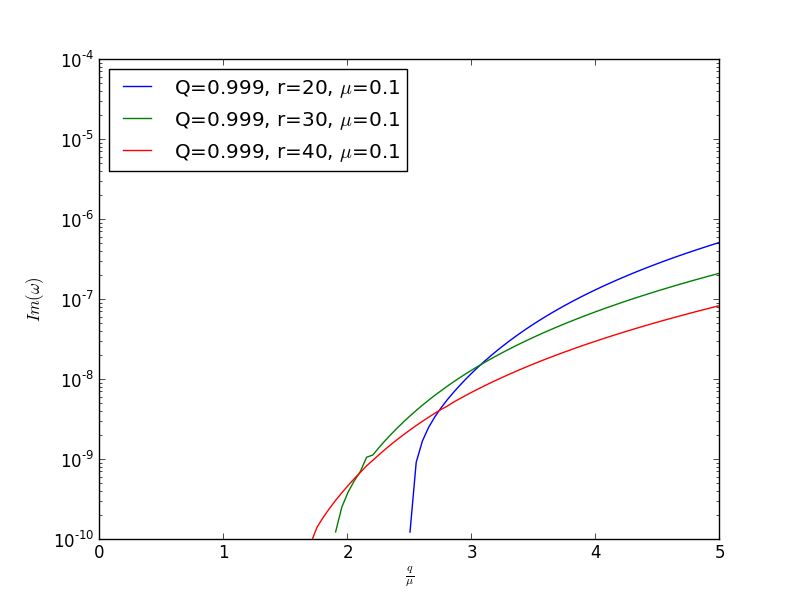 10^-4
Q=0.999, r=20, μ=0.1
Q=0.999, r=30, μ=0.1
10^-5
Q=0.999, r=40, μ=0.1
10^-6
Im(ω)
10^-7
10^-8
10^-9
10^-10
0 1 2 3 4 5
q/μ